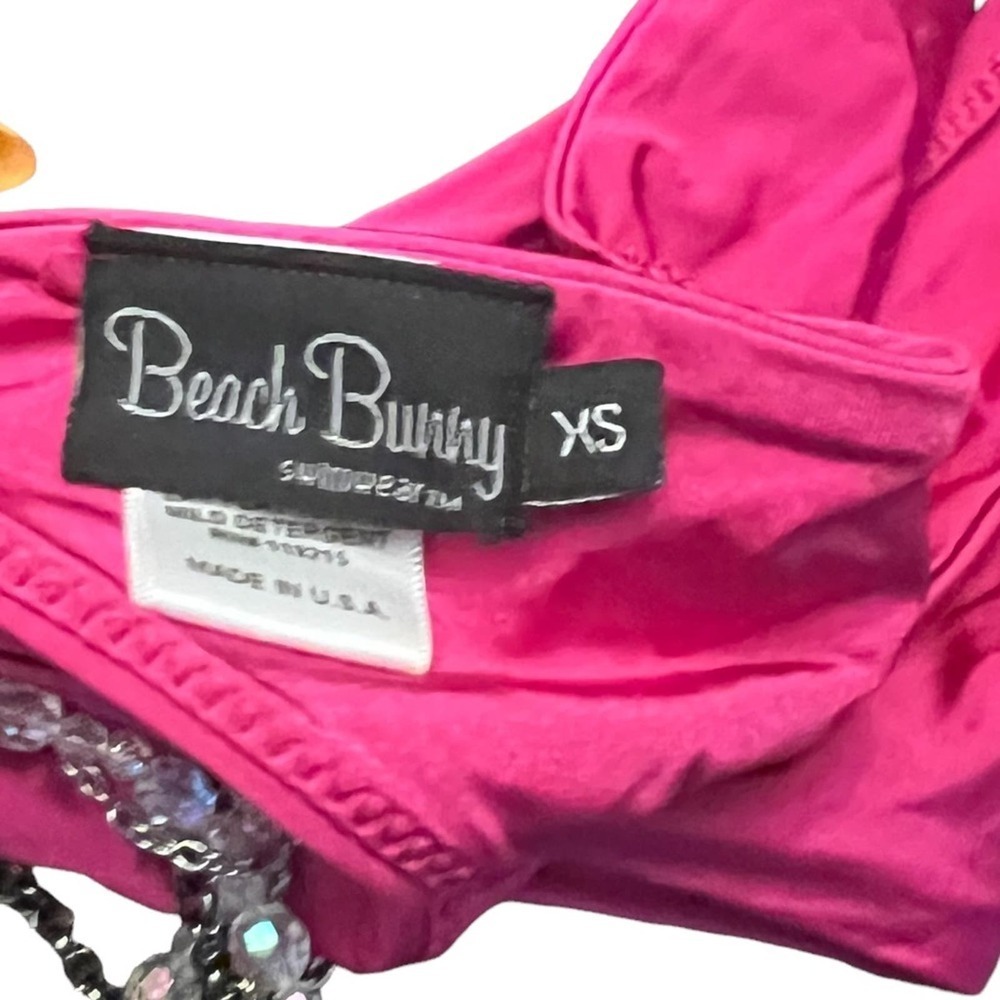 Beach Bunny
swimwear
XS
MILD DETERGENT
MADE IN U.S.A.